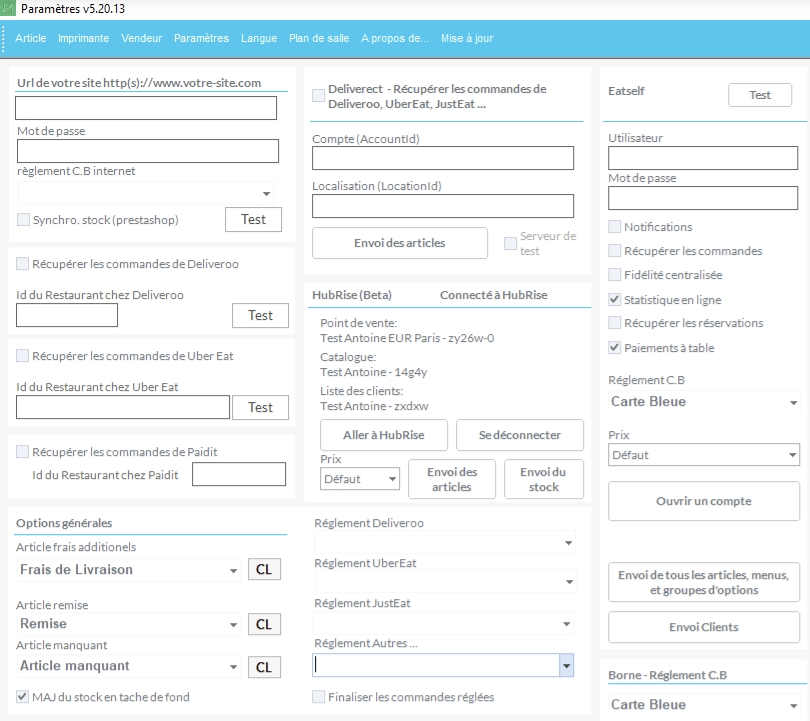 Paramètres v5.20.13
Article Imprimante Vendeur Paramètres Langue Plan de salle A propos de... Mise à jour
Url de votre site http(s)://www.votre-site.com
Mot de passe
règlement C.B internet
Synchro. stock (prestashop)
Test
Récupérer les commandes de Deliveroo
Id du Restaurant chez Deliveroo
Test
Récupérer les commandes de Uber Eat
Id du Restaurant chez Uber Eat
Test
Récupérer les commandes de Paidit
Id du Restaurant chez Paidit
Deliverect - Récupérer les commandes de
Deliveroo, UberEat, JustEat ...
Compte (AccountId)
Localisation (LocationId)
Envoi des articles
Serveur de
test
HubRise (Beta)
Connecté à HubRise
Point de vente:
Test Antoine EUR Paris - zy26w-0
Catalogue:
Test Antoine - 14g4y
Liste des clients:
Test Antoine - zxdxw
Aller à HubRise
Se déconnecter
Prix
Défaut
Envoi des
articles
Envoi du
stock
Eatself
Test
Utilisateur
Mot de passe
Notifications
Récupérer les commandes
Fidélité centralisée
Statistique en ligne
Récupérer les réservations
Paiements à table
Réglement C.B
Carte Bleue
Prix
Défaut
Ouvrir un compte
Envoi de tous les articles, menus,
et groupes d'options
Envoi Clients
Options générales
Article frais additionels
Frais de Livraison
CL
Article remise
Remise
CL
Article manquant
Article manquant
CL
MAJ du stock en tache de fond
Réglement Deliveroo
Réglement UberEat
Réglement JustEat
Réglement Autres ...
Finaliser les commandes réglées
Borne - Réglement C.B
Carte Bleue